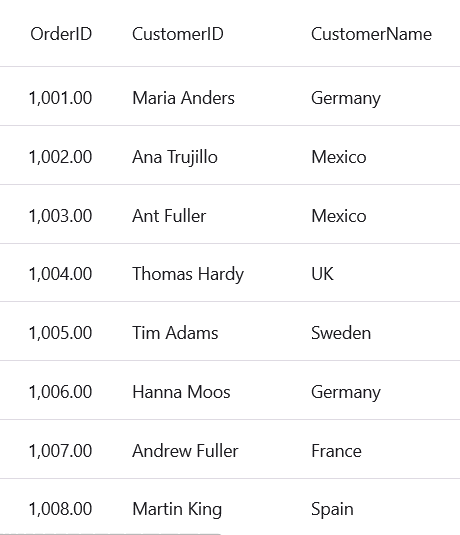 OrderID CustomerID CustomerName
1,001.00 Maria Anders Germany
1,002.00 Ana Trujillo Mexico
1,003.00 Ant Fuller Mexico
1,004.00 Thomas Hardy UK
1,005.00 Tim Adams Sweden
1,006.00 Hanna Moos Germany
1,007.00 Andrew Fuller France
1,008.00 Martin King Spain